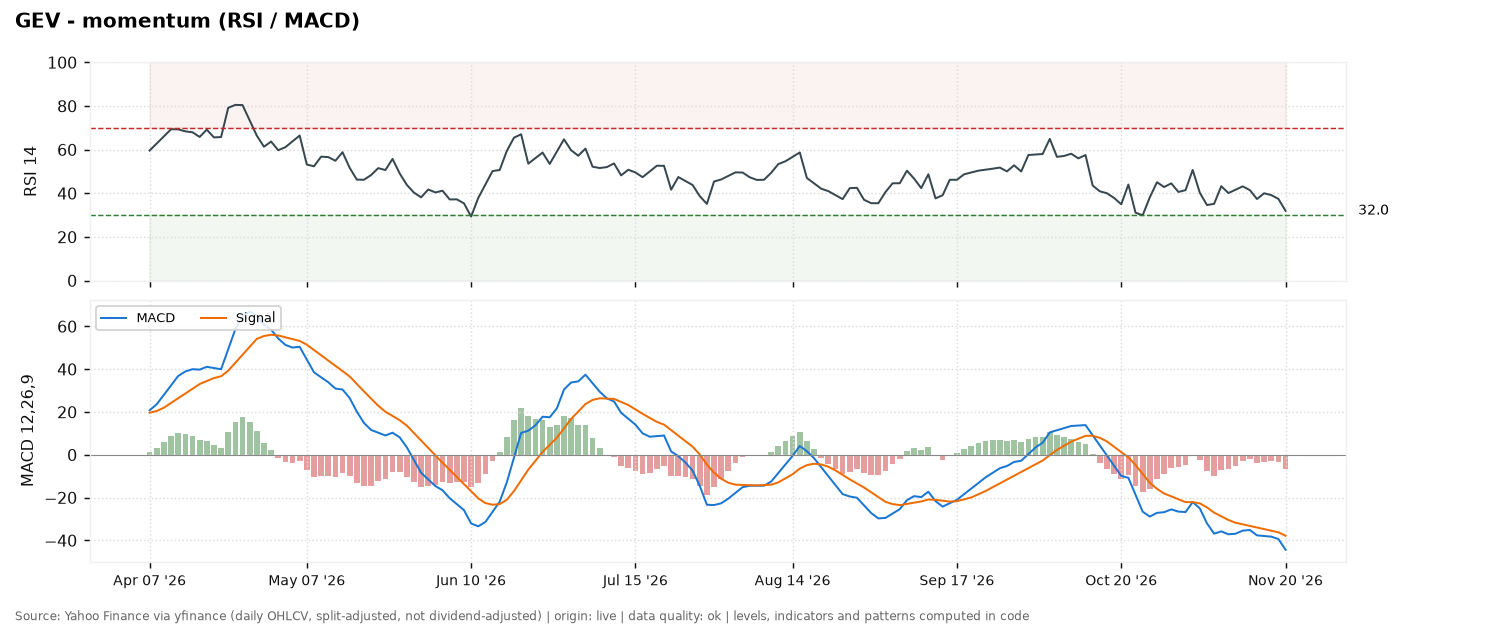 GEV - momentum (RSI / MACD)
100
80
60
40
20
0
RSI 14
32.0
MACD
Signal
60
40
20
0
−20
−40
MACD 12,26,9
Apr 07 '26
May 07 '26
Jun 10 '26
Jul 15 '26
Aug 14 '26
Sep 17 '26
Oct 20 '26
Nov 20 '26
Source: Yahoo Finance via yfinance (daily OHLCV, split-adjusted, not dividend-adjusted) | origin: live | data quality: ok | levels, indicators and patterns computed in code